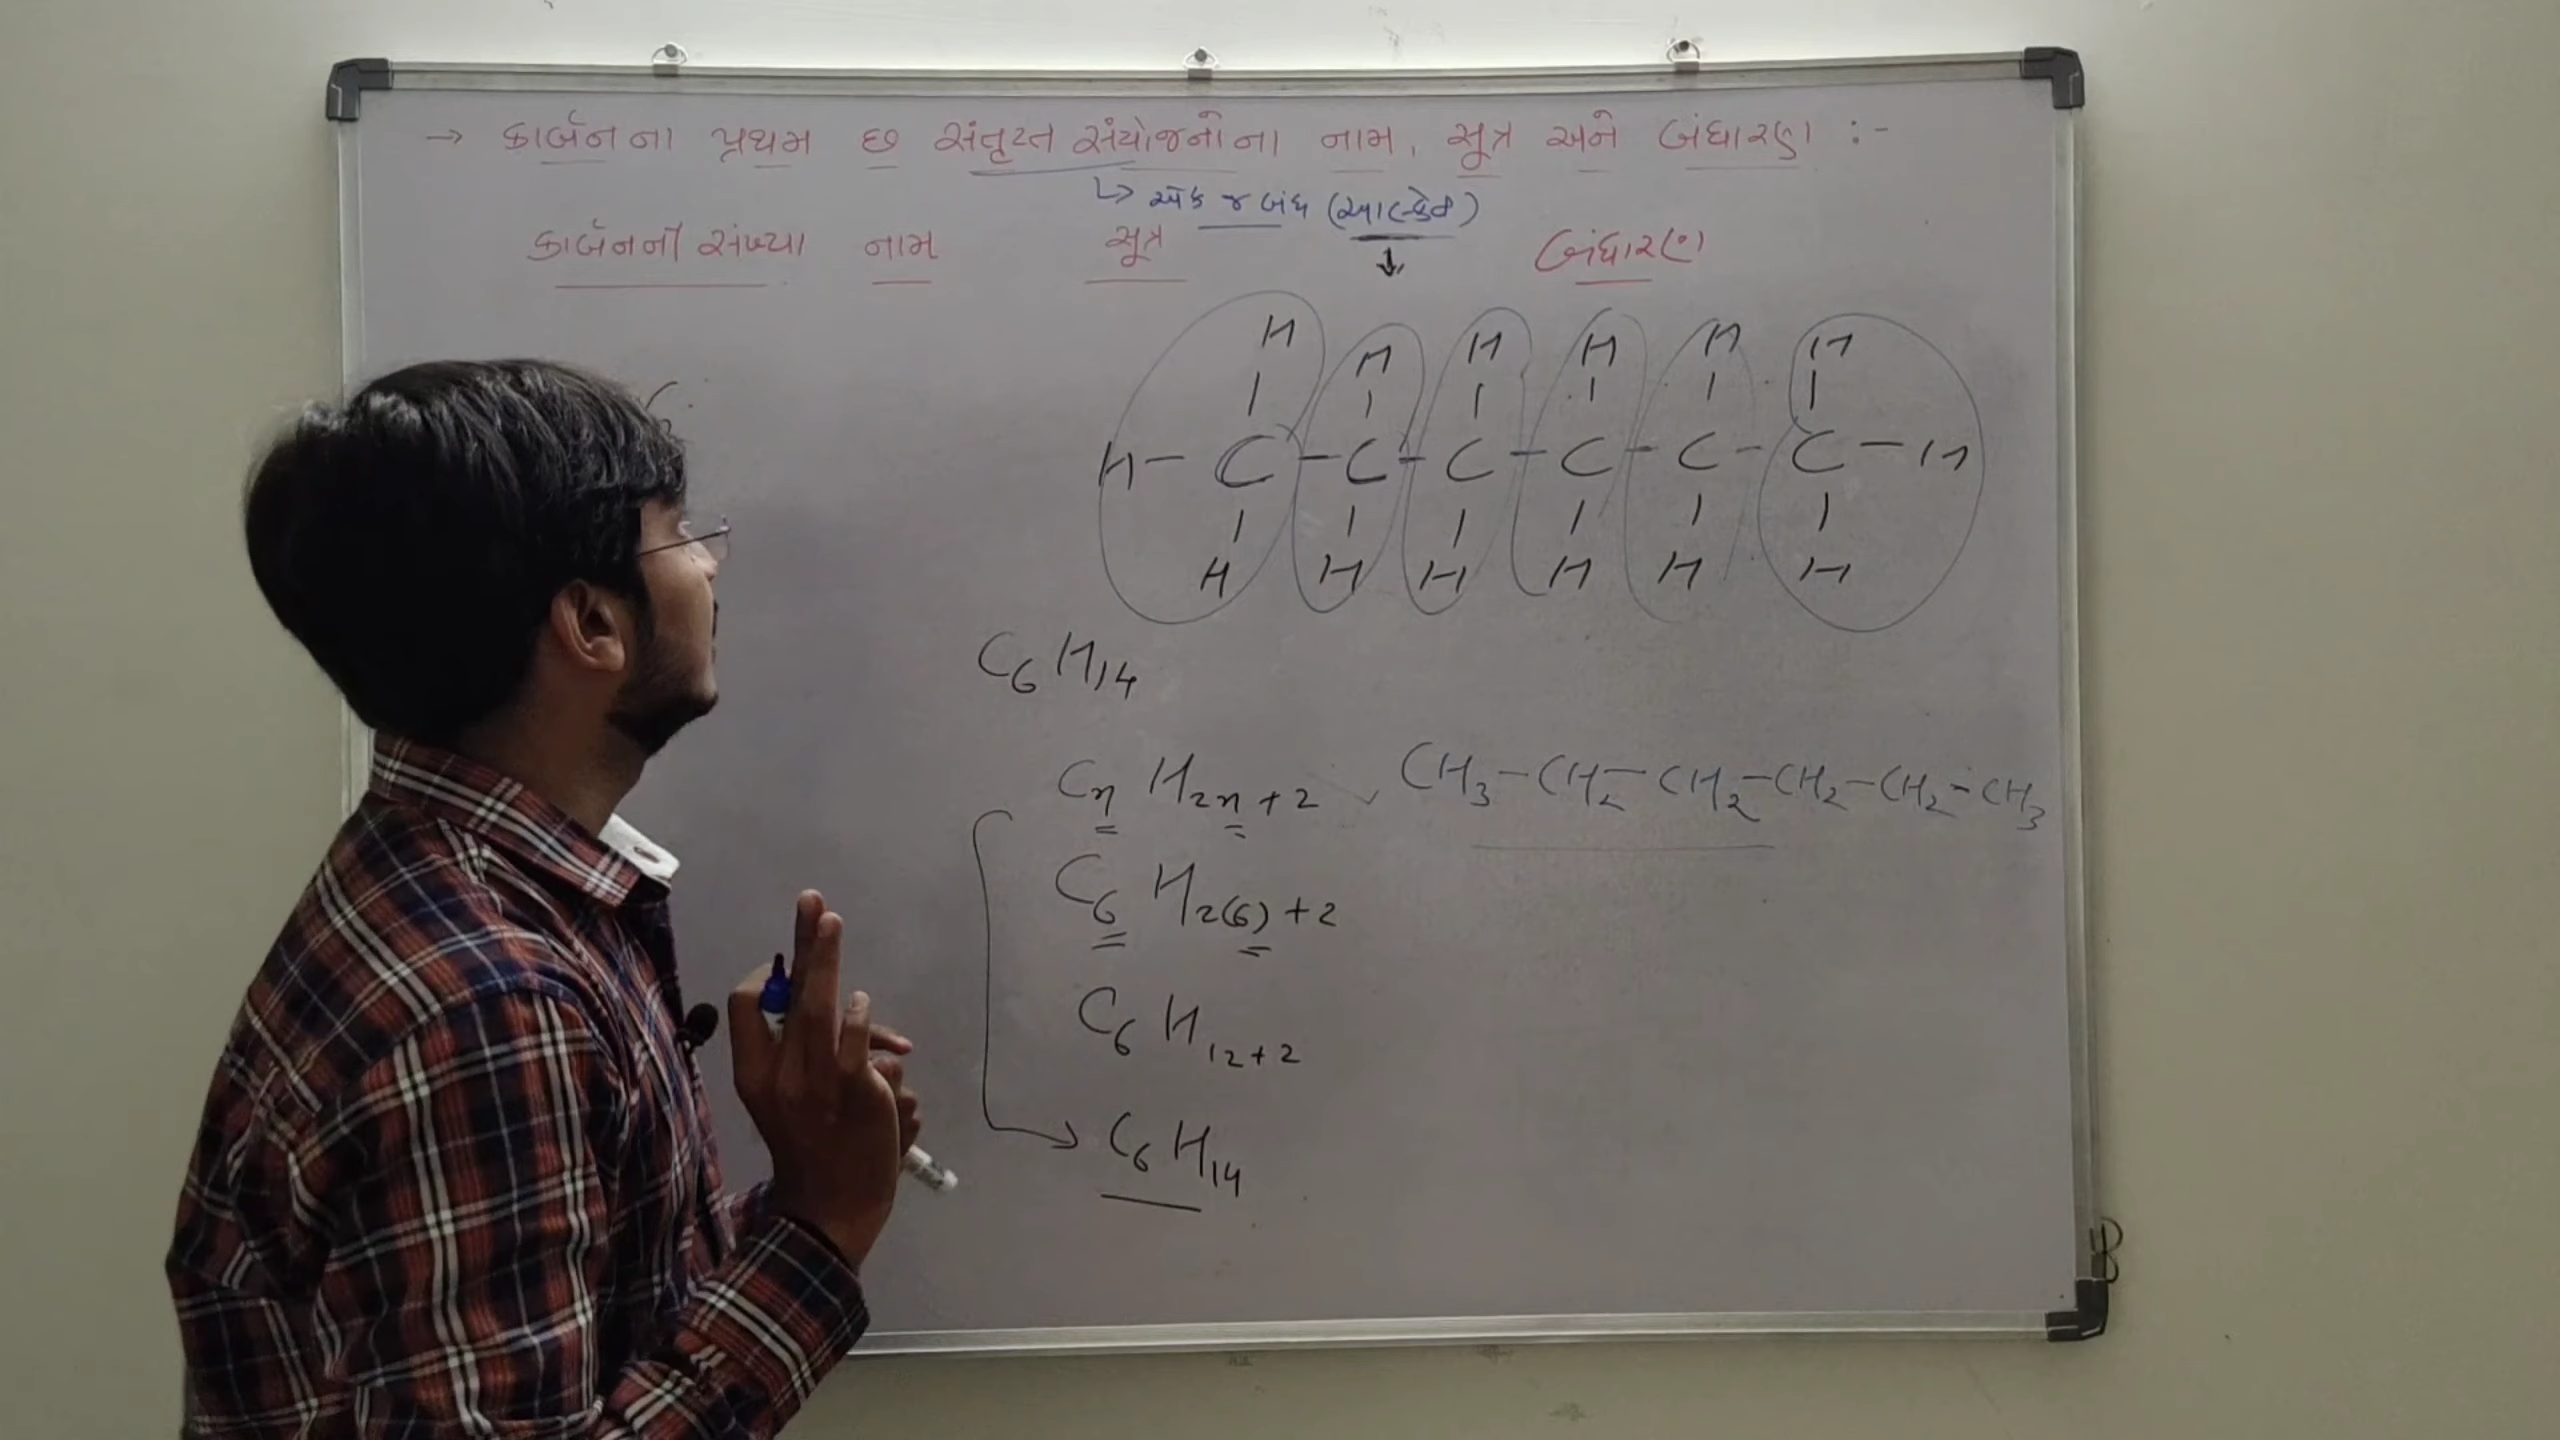 → કાર્બનના પ્રથમ છ સંતૃપ્ત સંયોજનોના નામ, સૂત્ર અને બંધારણ :-
↳ એક જ બંધ (આલ્કેન)
કાર્બનની સંખ્યા નામ સૂત્ર બંધારણ
↓
H H H H H H
| | | | | |
H - C - C - C - C - C - C - H
| | | | | |
H H H H H H
C6H14
CnH2n+2
CH3-CH2-CH2-CH2-CH2-CH3
C6H2(6)+2
C6H12+2
→ C6H14